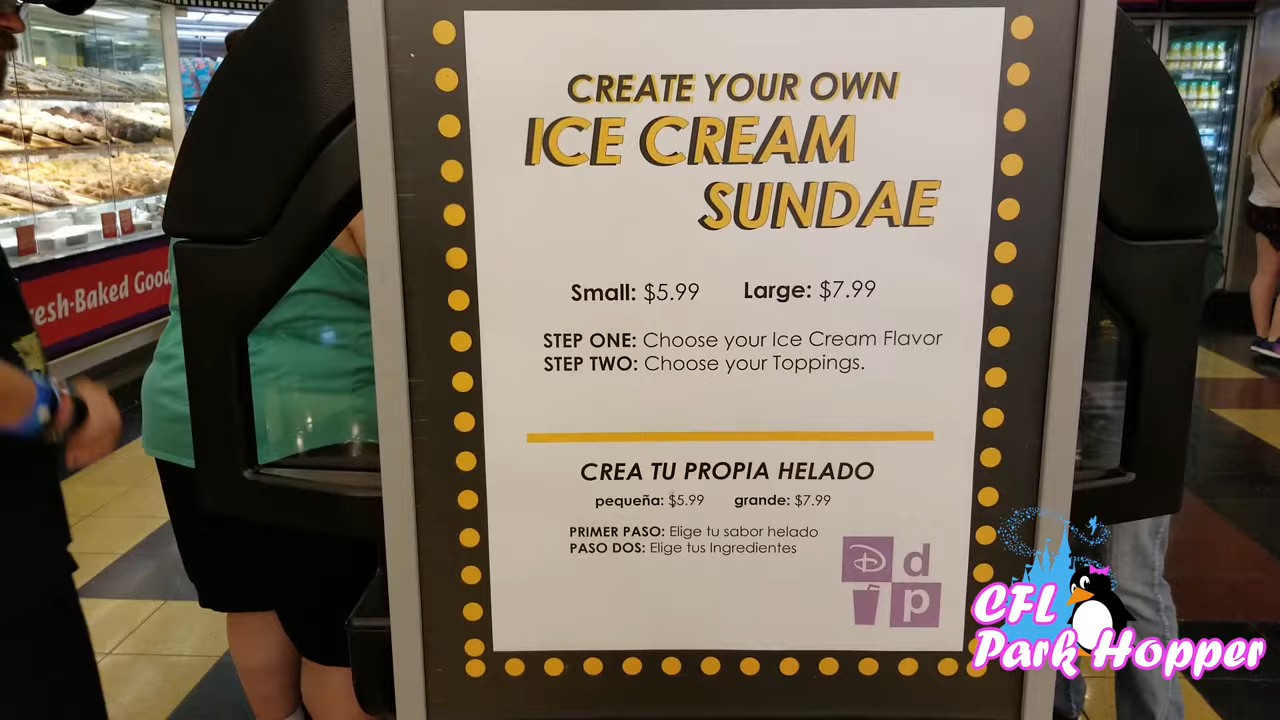 CREATE YOUR OWN
ICE CREAM
SUNDAE
Small: $5.99 Large: $7.99
STEP ONE: Choose your Ice Cream Flavor
STEP TWO: Choose your Toppings.
CREA TU PROPIA HELADO
pequeña: $5.99 grande: $7.99
PRIMER PASO: Elige tu sabor helado
PASO DOS: Elige tus Ingredientes
D d
p
resh-Baked Good
CFL
Park Hopper